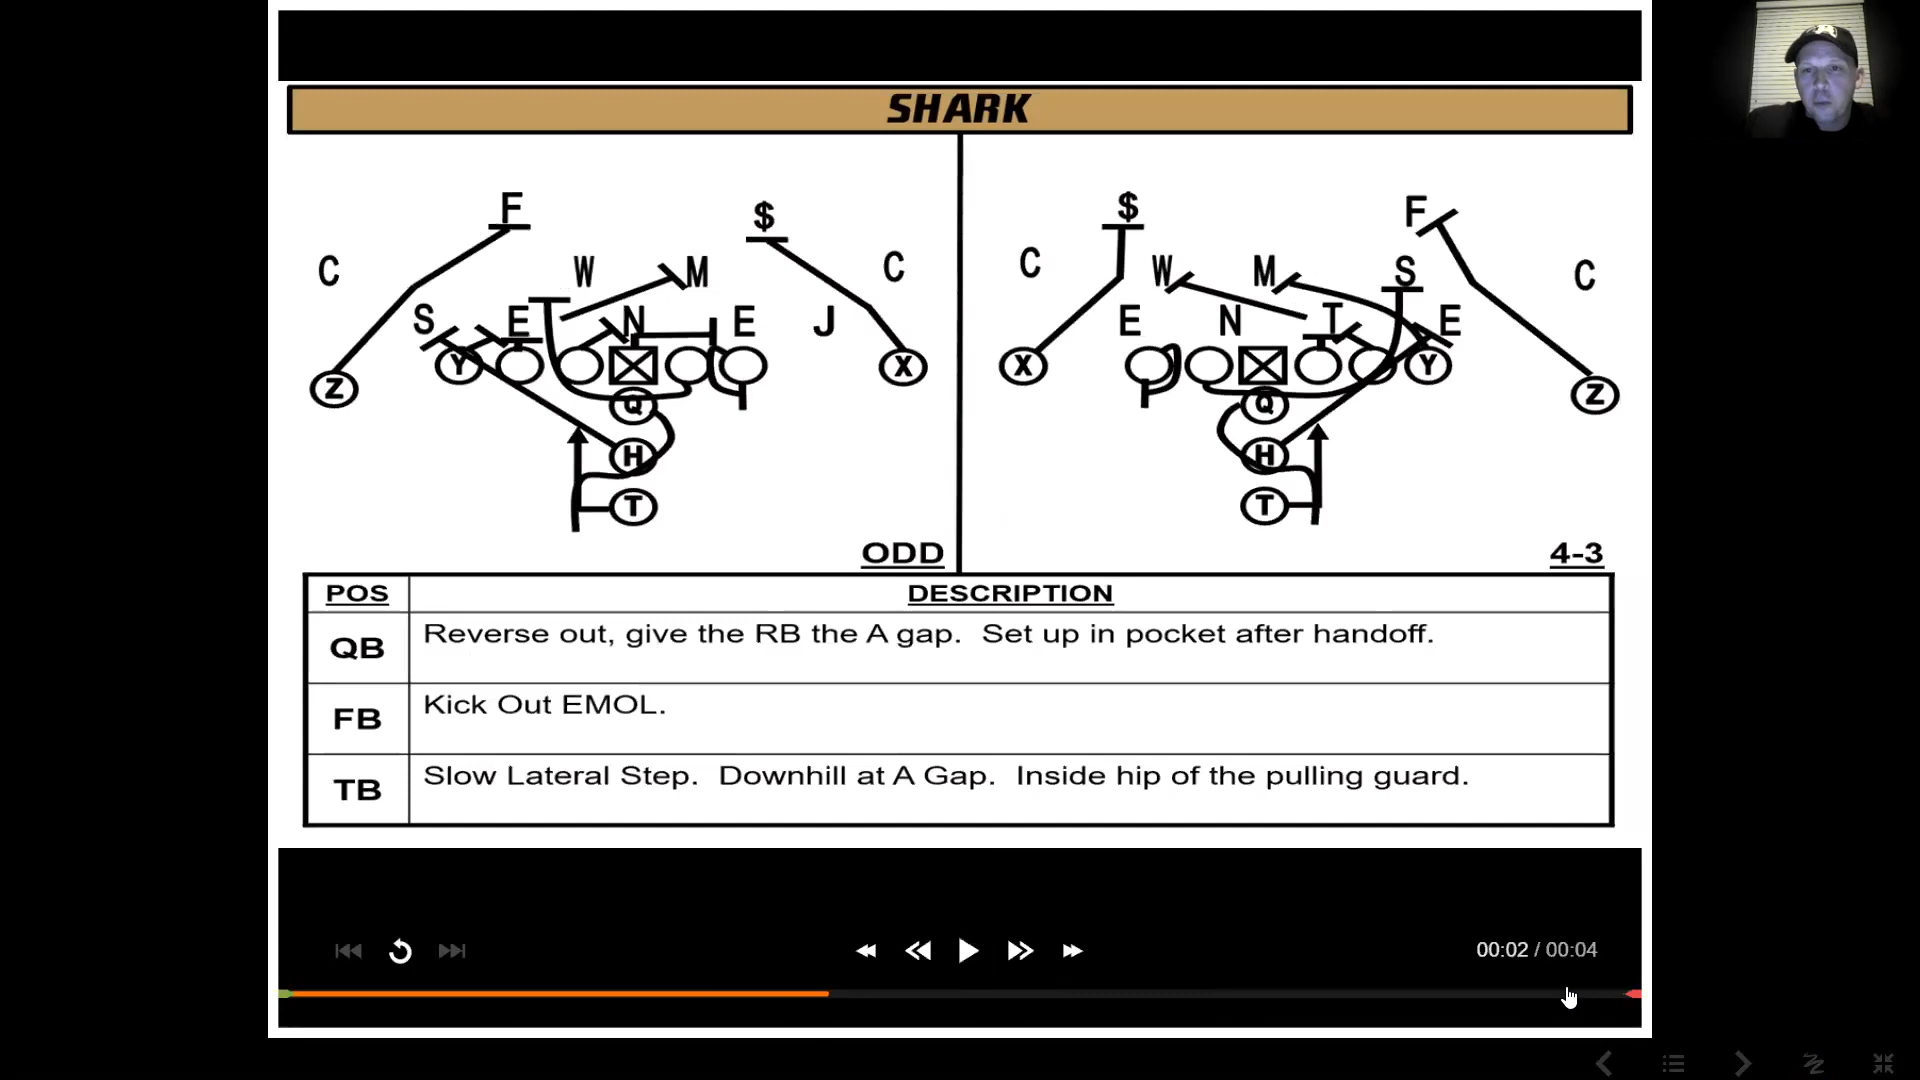 SHARK
F $ $ F
C W M C C W M S C
S E N E J E N T E
Z Y X X Y Z
Q Q
H H
T T
ODD 4-3
POS DESCRIPTION
QB Reverse out, give the RB the A gap. Set up in pocket after handoff.
FB Kick Out EMOL.
TB Slow Lateral Step. Downhill at A Gap. Inside hip of the pulling guard.
00:02 / 00:04